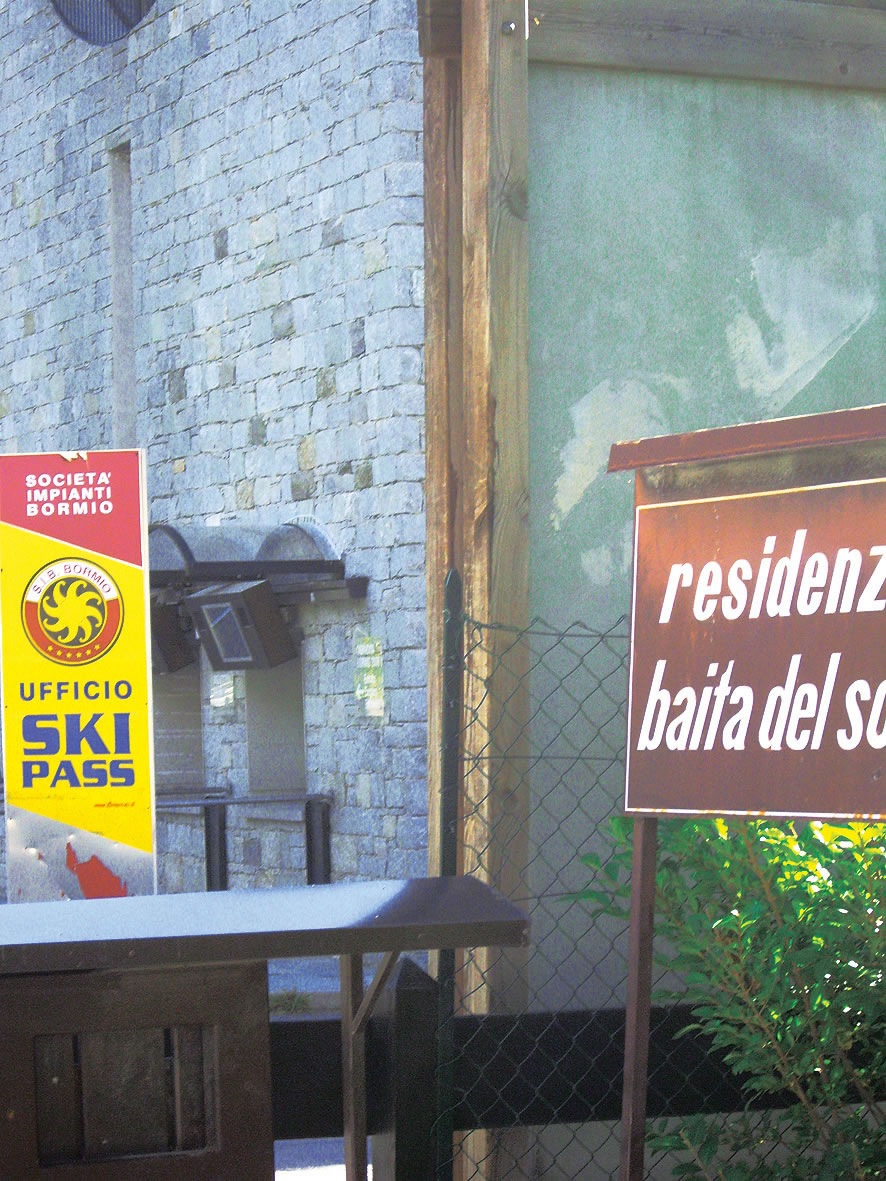 SOCIETA'
IMPIANTI
BORMIO
S.I.B. BORMIO
UFFICIO
SKI
PASS
residenz
baita del so